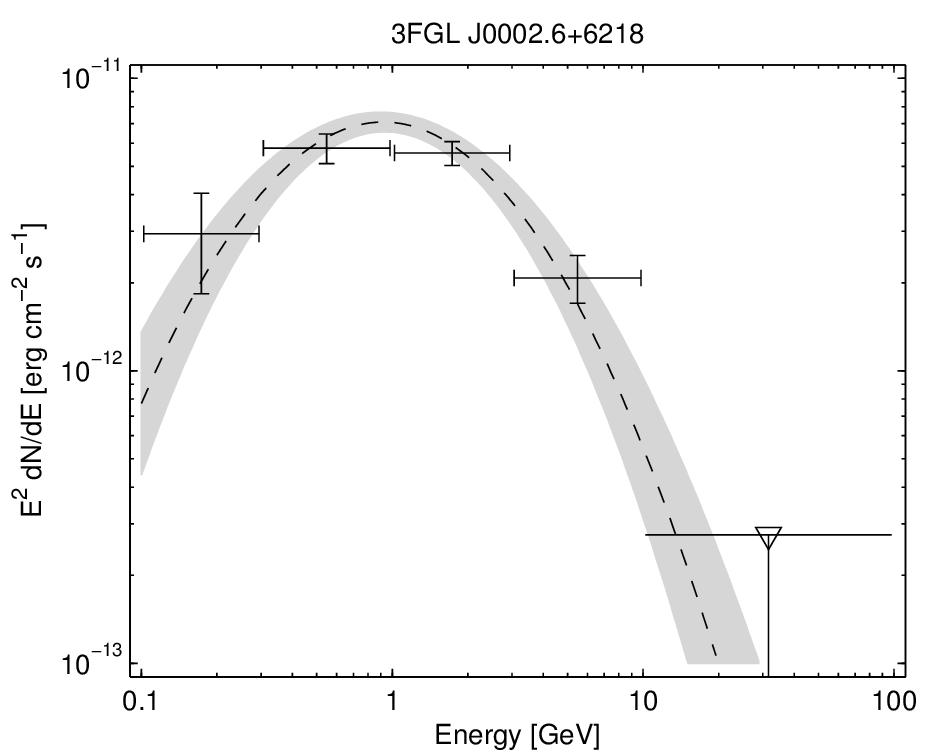 3FGL J0002.6+6218
10⁻¹¹
10⁻¹²
10⁻¹³
E² dN/dE [erg cm⁻² s⁻¹]
0.1 1 10 100
Energy [GeV]